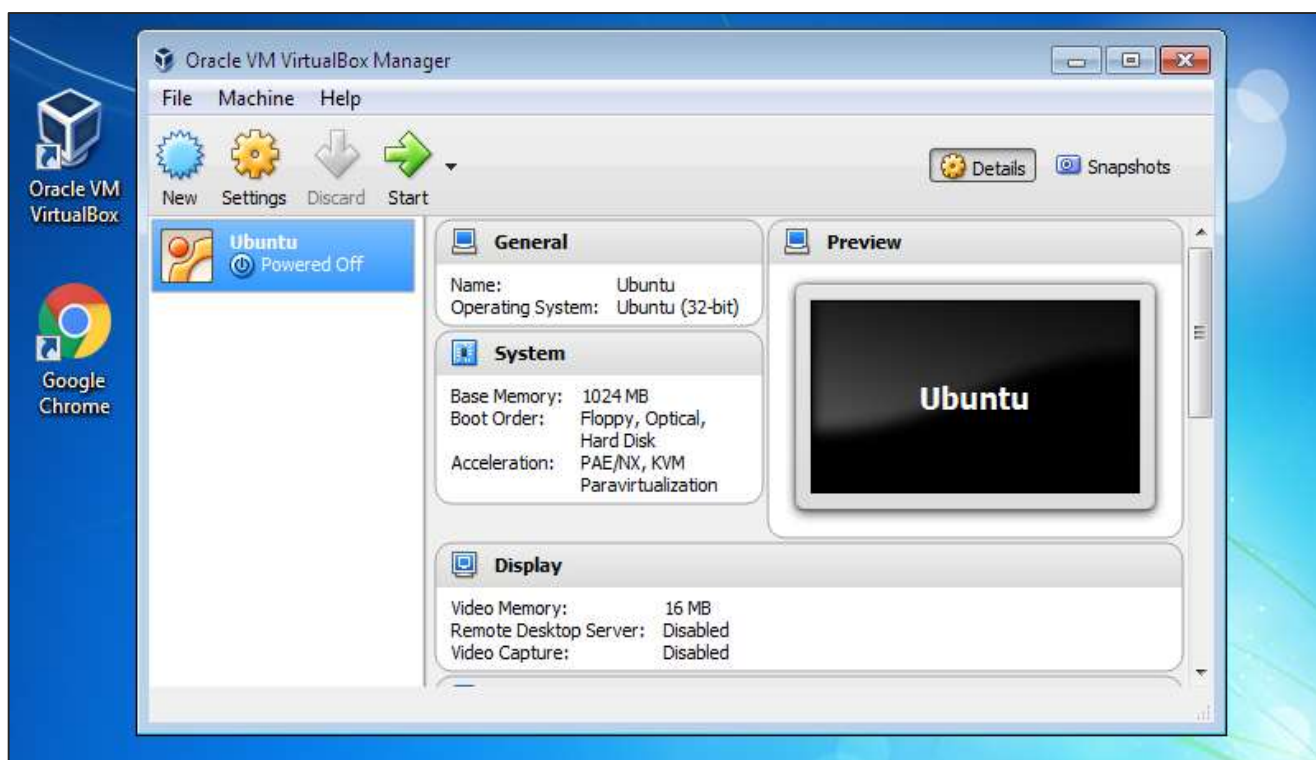 Oracle VM VirtualBox Manager
File Machine Help
New Settings Discard Start
Details Snapshots
Oracle VM
VirtualBox
Google
Chrome
Ubuntu
Powered Off
General
Name: Ubuntu
Operating System: Ubuntu (32-bit)
System
Base Memory: 1024 MB
Boot Order: Floppy, Optical,
Hard Disk
Acceleration: PAE/NX, KVM
Paravirtualization
Preview
Ubuntu
Display
Video Memory: 16 MB
Remote Desktop Server: Disabled
Video Capture: Disabled